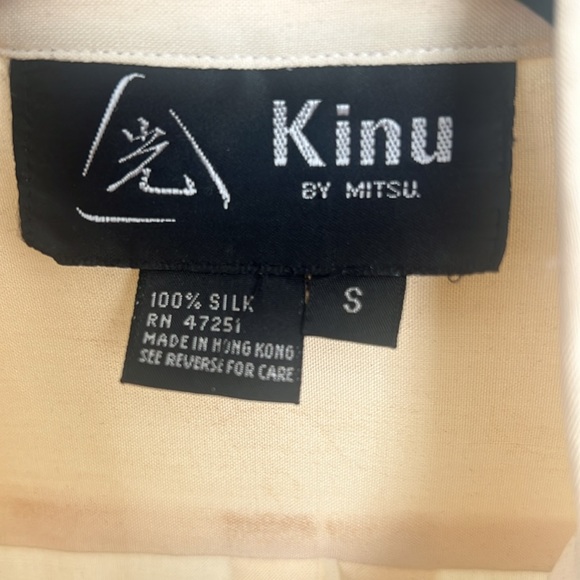 光
Kinu
BY MITSU.
100% SILK
RN 47251
MADE IN HONG KONG
SEE REVERSE FOR CARE
S